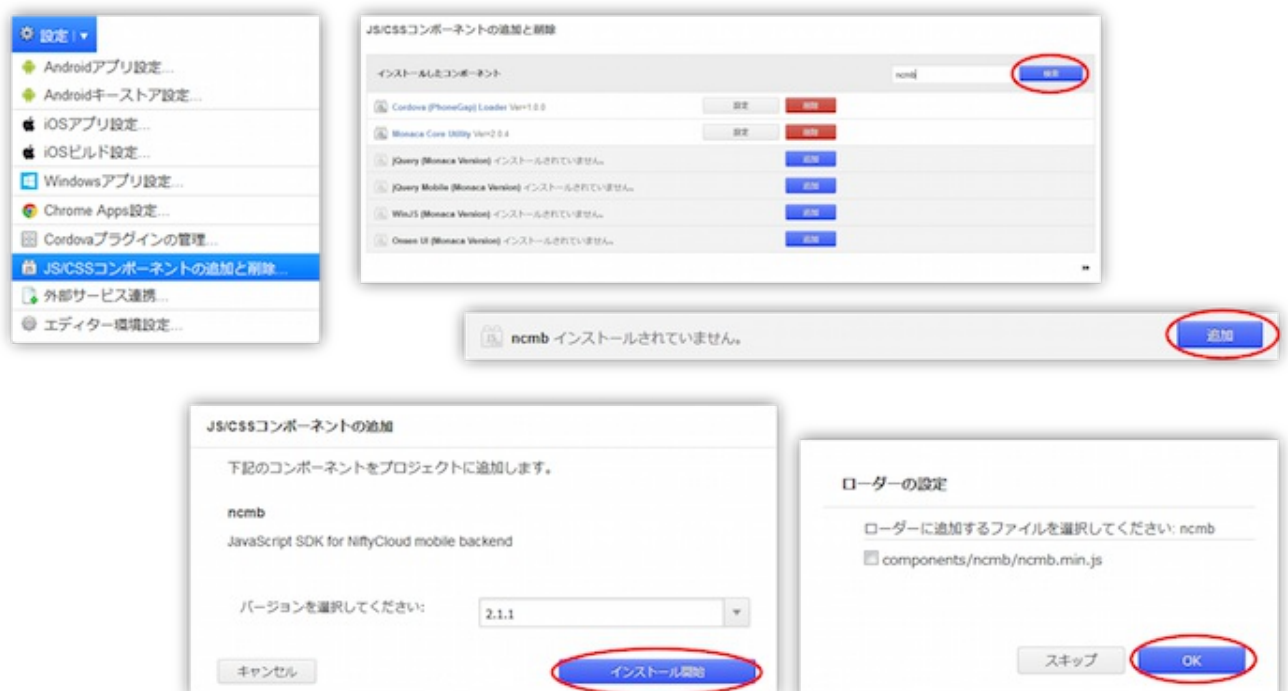 設定
Androidアプリ設定...
Androidキーストア設定...
iOSアプリ設定...
iOSビルド設定...
Windowsアプリ設定...
Chrome Apps設定...
Cordovaプラグインの管理...
JS/CSSコンポーネントの追加と削除...
外部サービス連携...
エディター環境設定...
JS/CSSコンポーネントの追加と削除
インストールしたコンポーネント ncmb 検索
Cordova (PhoneGap) Loader Ver=1.0.0 設定 削除
Monaca Core Utility Ver=2.0.4 設定 削除
jQuery (Monaca Version) インストールされていません。 追加
jQuery Mobile (Monaca Version) インストールされていません。 追加
WinJS (Monaca Version) インストールされていません。 追加
Onsen UI (Monaca Version) インストールされていません。 追加
ncmb インストールされていません。 追加
JS/CSSコンポーネントの追加
下記のコンポーネントをプロジェクトに追加します。
ncmb
JavaScript SDK for NiftyCloud mobile backend
バージョンを選択してください: 2.1.1
キャンセル インストール開始
ローダーの設定
ローダーに追加するファイルを選択してください: ncmb
components/ncmb/ncmb.min.js
スキップ OK